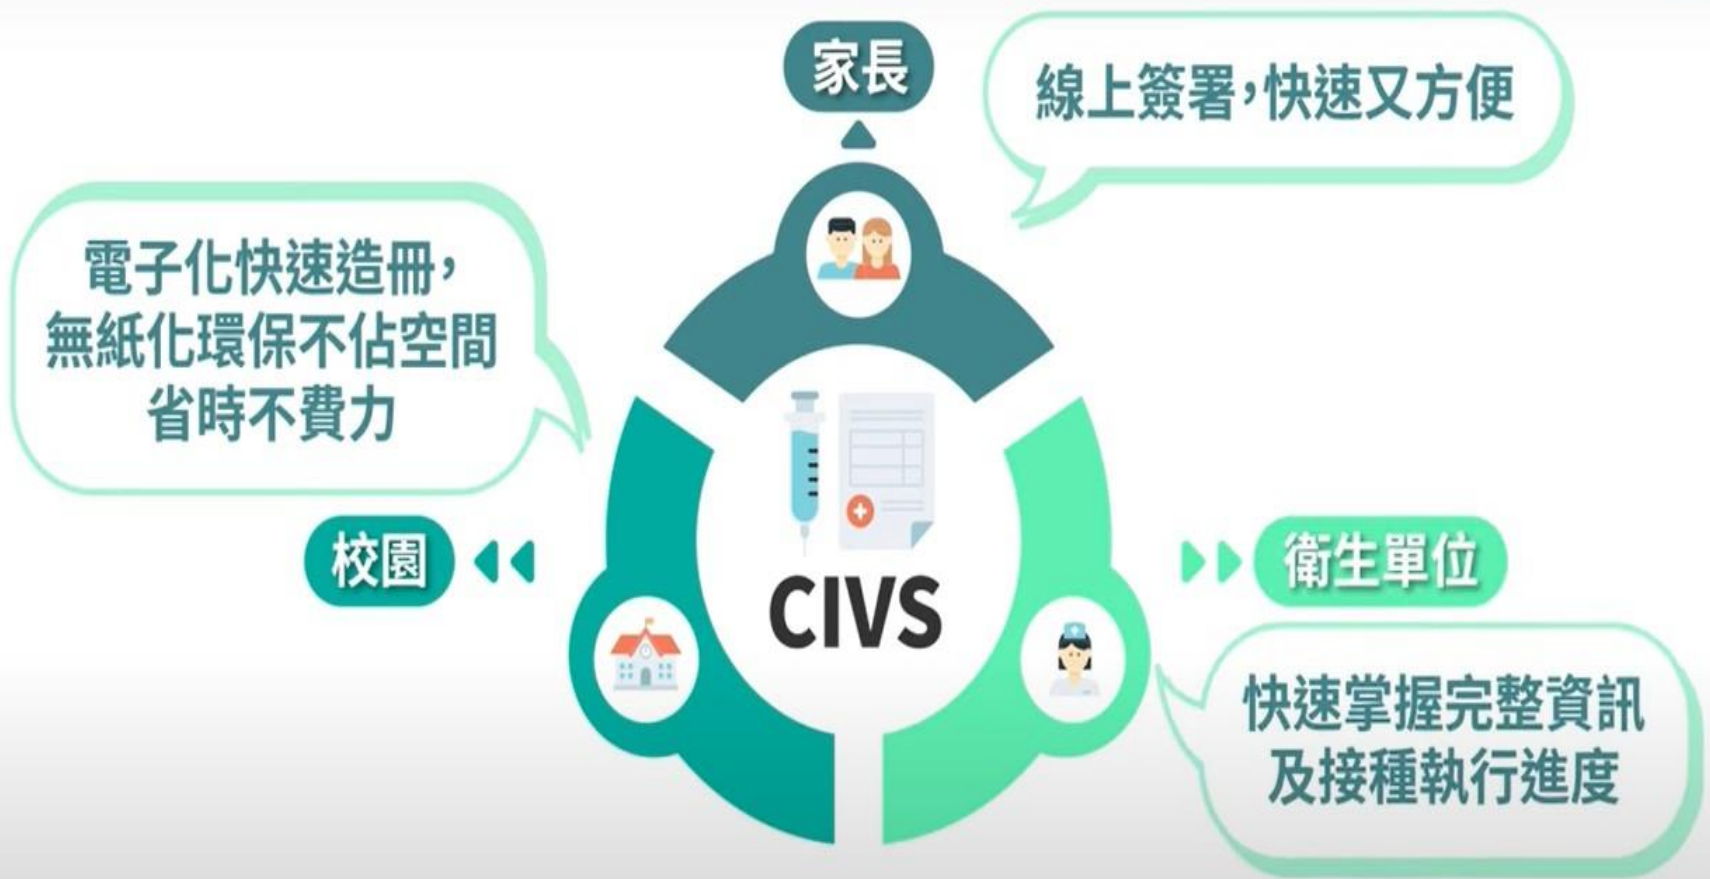 家長
線上簽署,快速又方便
電子化快速造冊,
無紙化環保不佔空間
省時不費力
校園
CIVS
衛生單位
快速掌握完整資訊
及接種執行進度